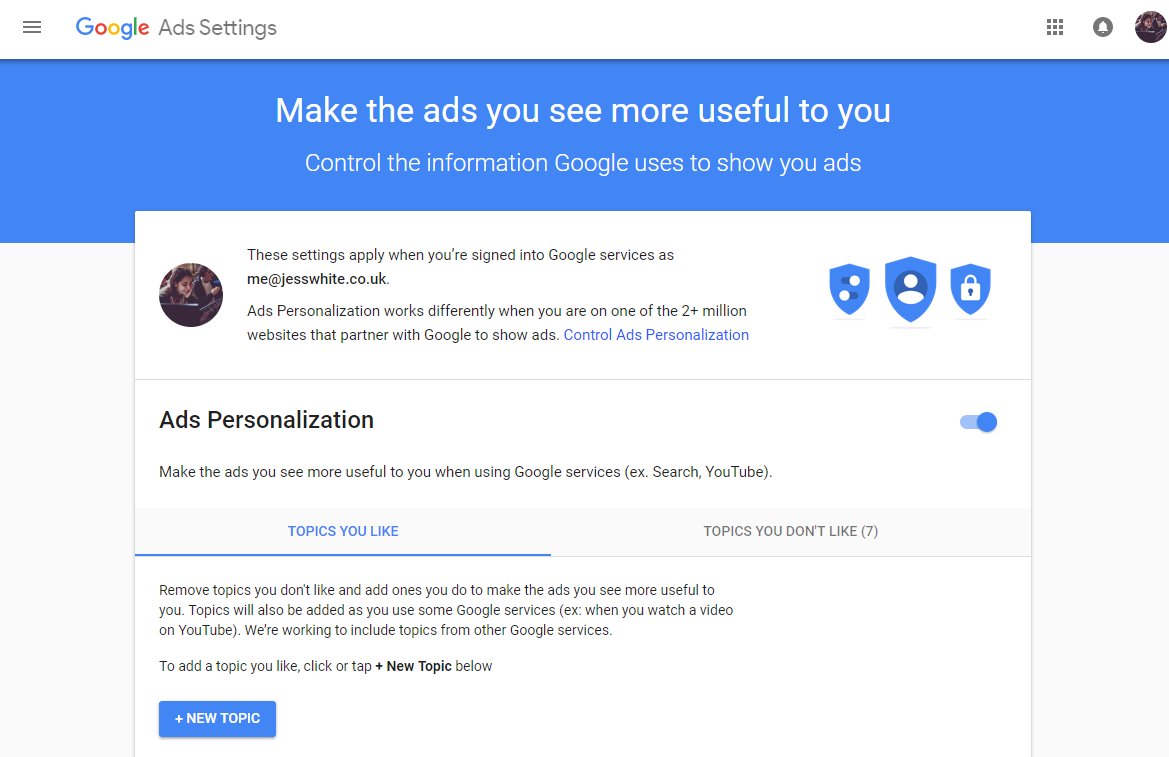 Google Ads Settings
Make the ads you see more useful to you
Control the information Google uses to show you ads
These settings apply when you’re signed into Google services as
me@jesswhite.co.uk.
Ads Personalization works differently when you are on one of the 2+ million
websites that partner with Google to show ads. Control Ads Personalization
Ads Personalization
Make the ads you see more useful to you when using Google services (ex. Search, YouTube).
TOPICS YOU LIKE
TOPICS YOU DON'T LIKE (7)
Remove topics you don't like and add ones you do to make the ads you see more useful to
you. Topics will also be added as you use some Google services (ex: when you watch a video
on YouTube). We’re working to include topics from other Google services.
To add a topic you like, click or tap + New Topic below
+ NEW TOPIC